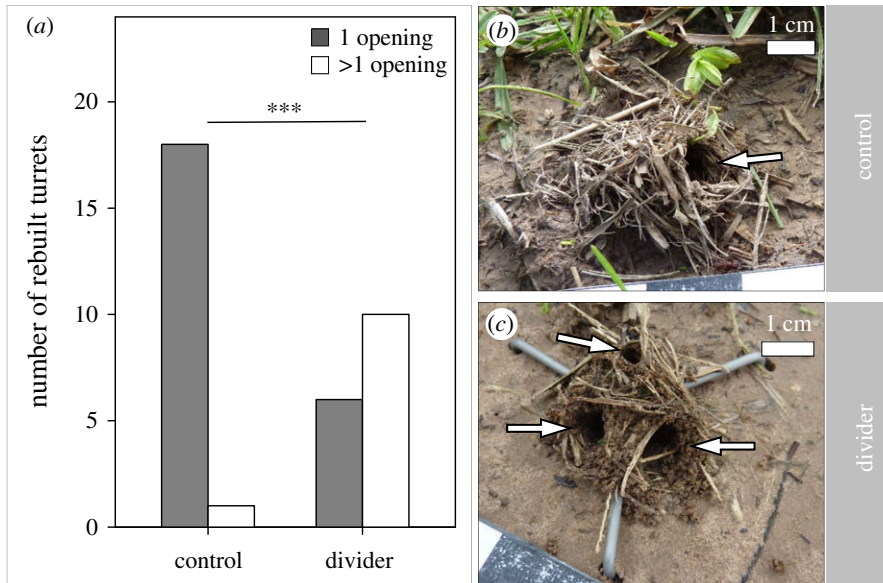 (a)
1 opening
>1 opening
***
20
15
10
5
0
number of rebuilt turrets
control
divider
(b)
1 cm
control
(c)
1 cm
divider